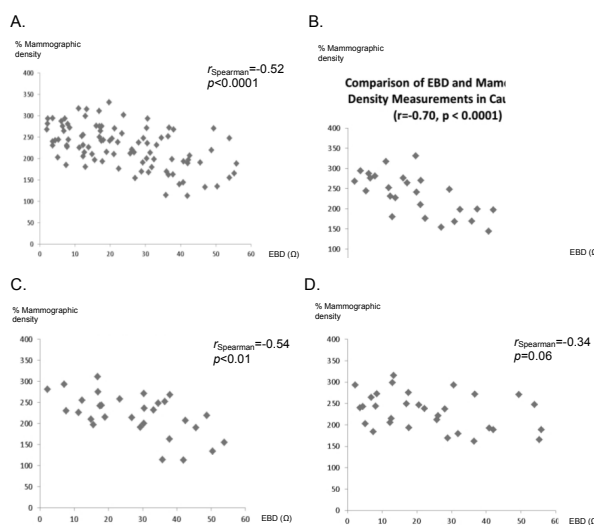 A.
% Mammographic
density
rSpearman=-0.52
p<0.0001
400
350
300
250
200
150
100
50
0
0 10 20 30 40 50 60
EBD (Ω)
B.
% Mammographic
density
Comparison of EBD and Mam
Density Measurements in Cau
(r=-0.70, p < 0.0001)
400
350
300
250
200
150
100
EBD (Ω)
C.
% Mammographic
density
rSpearman=-0.54
p<0.01
400
350
300
250
200
150
100
50
0
0 10 20 30 40 50 60
EBD (Ω)
D.
% Mammographic
density
rSpearman=-0.34
p=0.06
400
350
300
250
200
150
100
50
0
0 10 20 30 40 50 60
EBD (Ω)